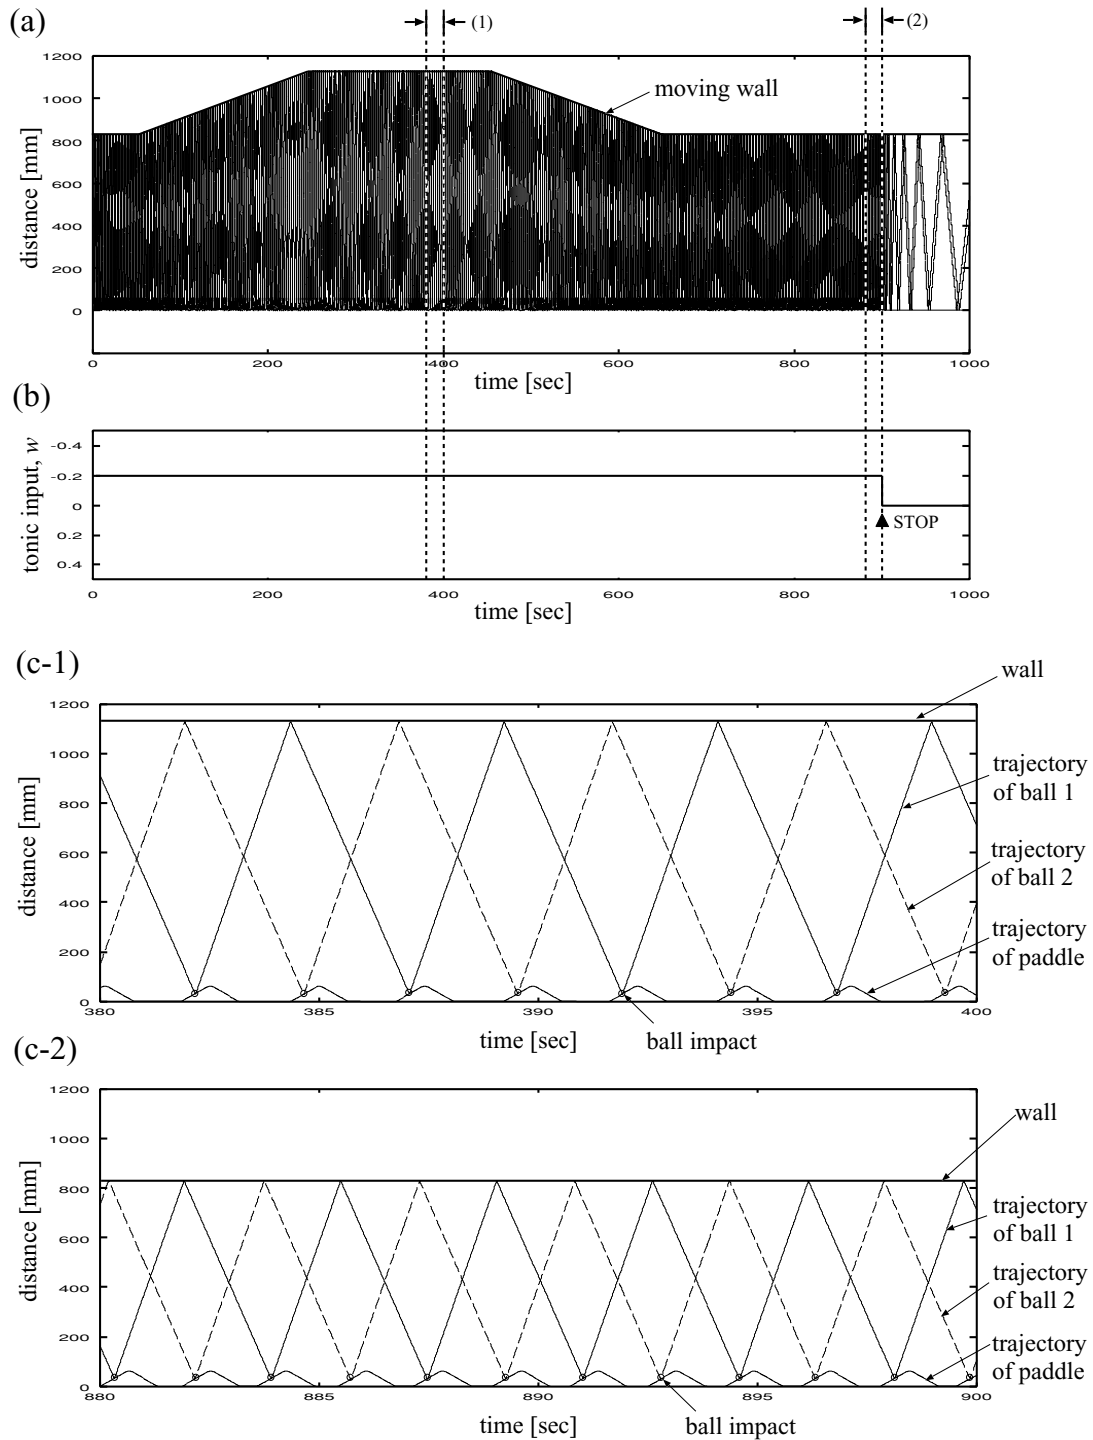 (a)
(1)
(2)
1200
1000
800
600
400
200
0
distance [mm]
moving wall
0
200
400
600
800
1000
time [sec]
(b)
-0.4
-0.2
0
0.2
0.4
tonic input, w
STOP
0
200
400
600
800
1000
time [sec]
(c-1)
wall
1200
1000
800
600
400
200
0
distance [mm]
trajectory
of ball 1
trajectory
of ball 2
trajectory
of paddle
380
385
390
395
400
time [sec]
ball impact
(c-2)
1200
1000
800
600
400
200
0
distance [mm]
wall
trajectory
of ball 1
trajectory
of ball 2
trajectory
of paddle
880
885
890
895
900
time [sec]
ball impact